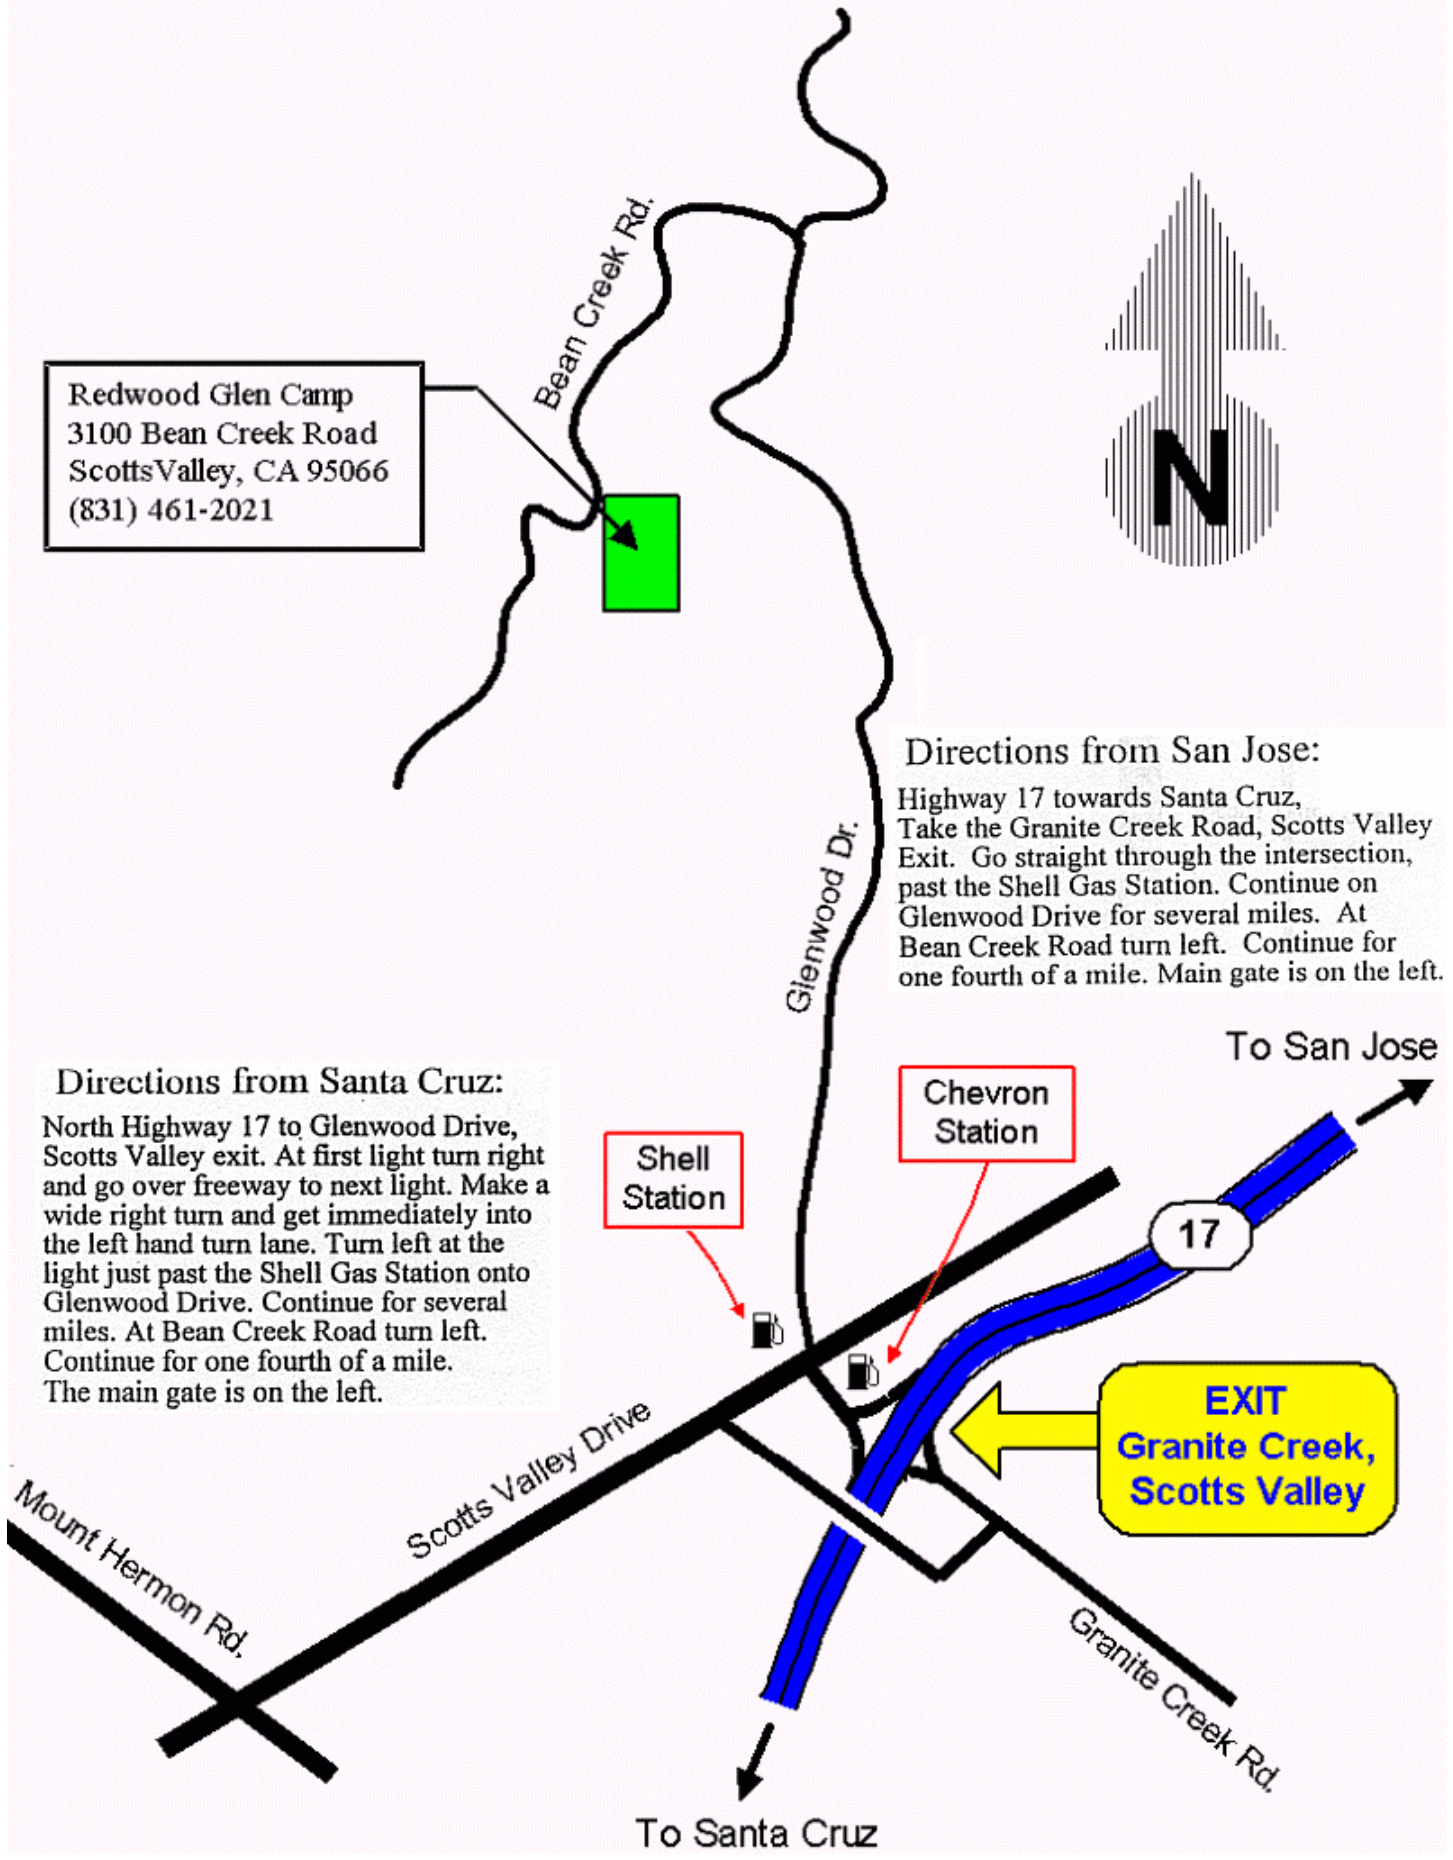 Bean Creek Rd.
Redwood Glen Camp
3100 Bean Creek Road
ScottsValley, CA 95066
(831) 461-2021
N
Directions from San Jose:
Highway 17 towards Santa Cruz,
Take the Granite Creek Road, Scotts Valley
Exit. Go straight through the intersection,
past the Shell Gas Station. Continue on
Glenwood Drive for several miles. At
Bean Creek Road turn left. Continue for
one fourth of a mile. Main gate is on the left.
Glenwood Dr.
To San Jose
Directions from Santa Cruz:
North Highway 17 to Glenwood Drive,
Scotts Valley exit. At first light turn right
and go over freeway to next light. Make a
wide right turn and get immediately into
the left hand turn lane. Turn left at the
light just past the Shell Gas Station onto
Glenwood Drive. Continue for several
miles. At Bean Creek Road turn left.
Continue for one fourth of a mile.
The main gate is on the left.
Shell
Station
Chevron
Station
17
EXIT
Granite Creek,
Scotts Valley
Scotts Valley Drive
Mount Hermon Rd.
Granite Creek Rd.
To Santa Cruz